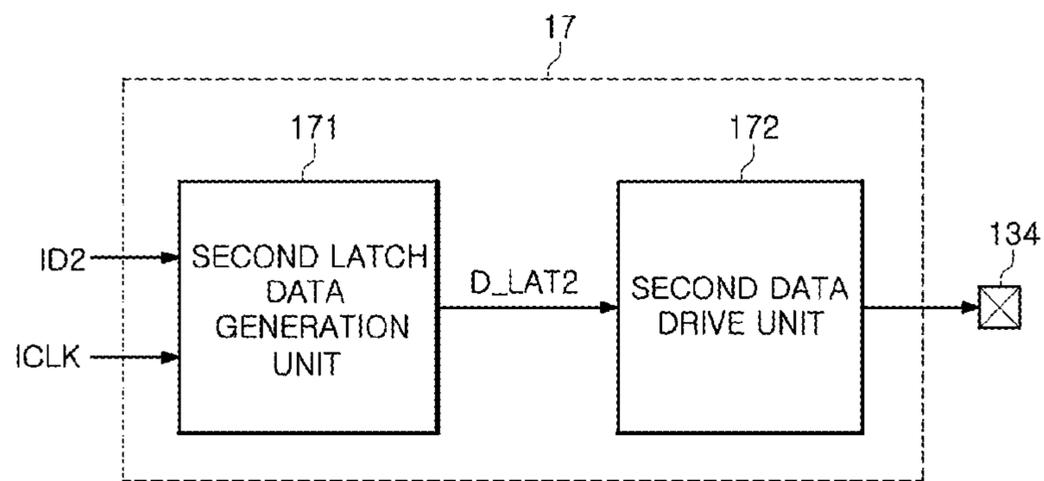 17
171
172
ID2
ICLK
SECOND LATCH
DATA
GENERATION
UNIT
D_LAT2
SECOND DATA
DRIVE UNIT
134